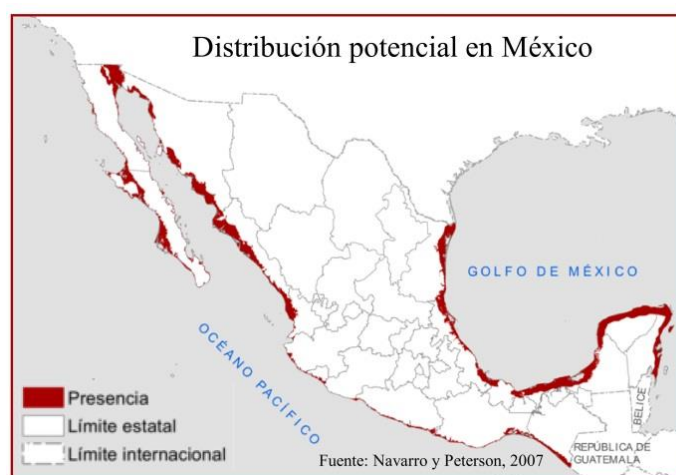 Distribución potencial en México
GOLFO DE MÉXICO
OCÉANO PACÍFICO
BELICE
REPÚBLICA DE
GUATEMALA
Presencia
Límite estatal
Límite internacional
Fuente: Navarro y Peterson, 2007